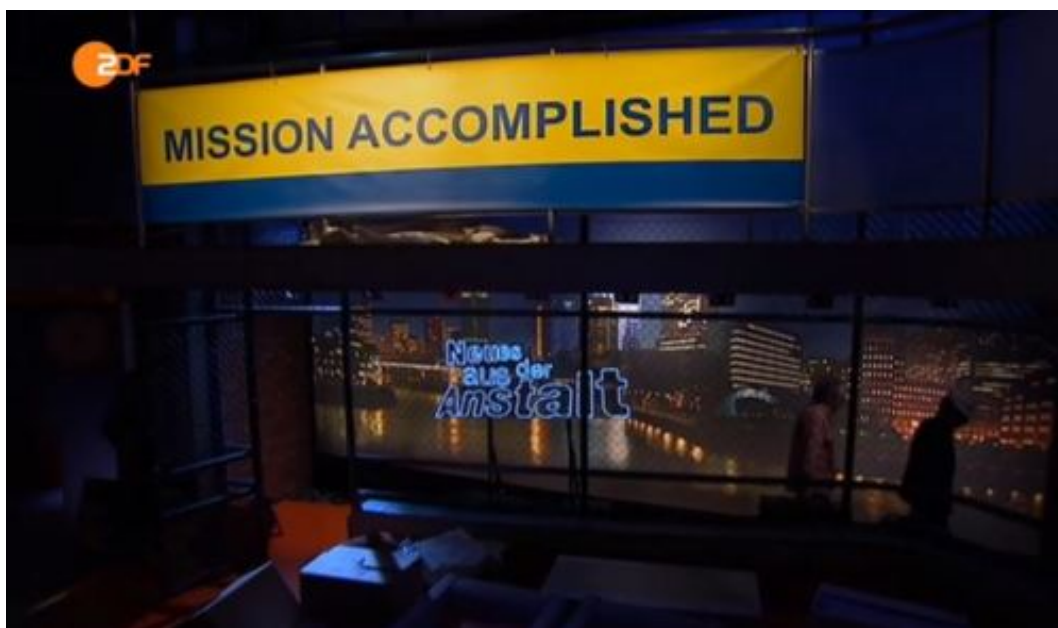 ZDF
MISSION ACCOMPLISHED
Neues
aus der
Anstalt